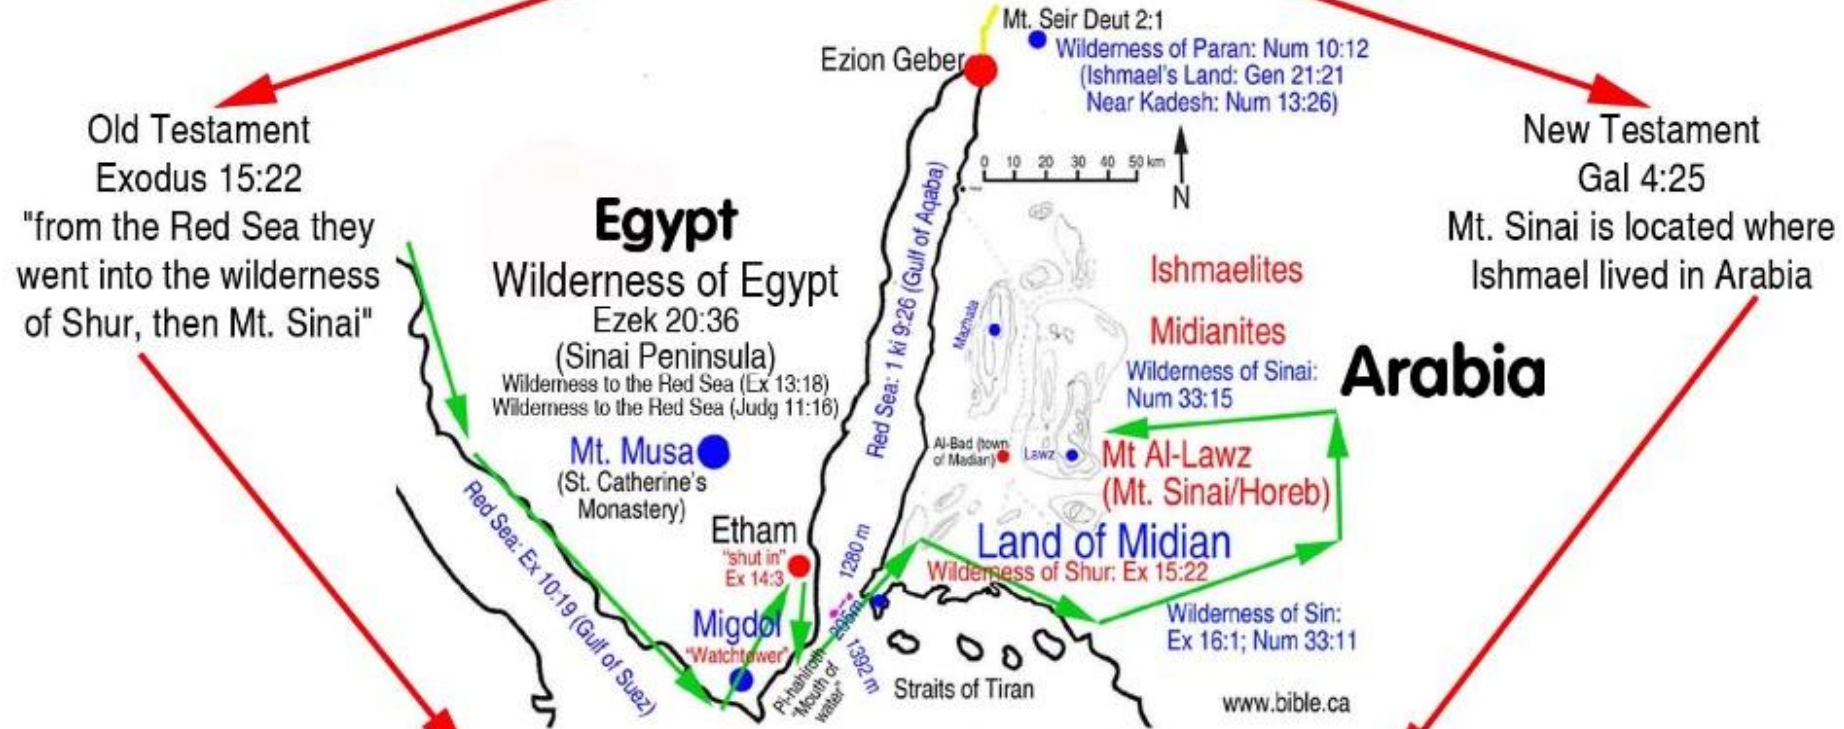 Mt. Seir Deut 2:1
Wilderness of Paran: Num 10:12
(Ishmael's Land: Gen 21:21
Near Kadesh: Num 13:26)
Ezion Geber
Old Testament
Exodus 15:22
"from the Red Sea they
went into the wilderness
of Shur, then Mt. Sinai"
New Testament
Gal 4:25
Mt. Sinai is located where
Ishmael lived in Arabia
0 10 20 30 40 50 km
N
Egypt
Wilderness of Egypt
Ezek 20:36
(Sinai Peninsula)
Wilderness to the Red Sea (Ex 13:18)
Wilderness to the Red Sea (Judg 11:16)
Mt. Musa
(St. Catherine's
Monastery)
Red Sea: 1 ki 9:26 (Gulf of Aqaba)
Ishmaelites
Midianites
Arabia
Wilderness of Sinai:
Num 33:15
Mazhafa
Al-Bad (town
of Madian)
Lawz
Mt Al-Lawz
(Mt. Sinai/Horeb)
Etham
"shut in"
Ex 14:3
1280 m
Land of Midian
Wilderness of Shur: Ex 15:22
Red Sea: Ex 10:19 (Gulf of Suez)
Migdol
"Watchtower"
Pi-hahiroth
"Mouth of
water"
1392 m
Wilderness of Sin:
Ex 16:1; Num 33:11
Straits of Tiran
www.bible.ca